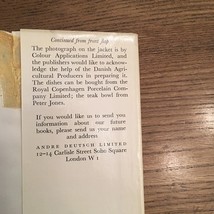 Continued from front flap
The photograph on the jacket is by
Colour Applications Limited, and
the publishers would like to acknow-
ledge the help of the Danish Agri-
cultural Producers in preparing it.
The dishes can be bought from the
Royal Copenhagen Porcelain Com-
pany Limited; the teak bowl from
Peter Jones.
If you would like us to send you
information about our future
books, please send us your name
and address
ANDRE DEUTSCH LIMITED
12-14 Carlisle Street Soho Square
London W 1